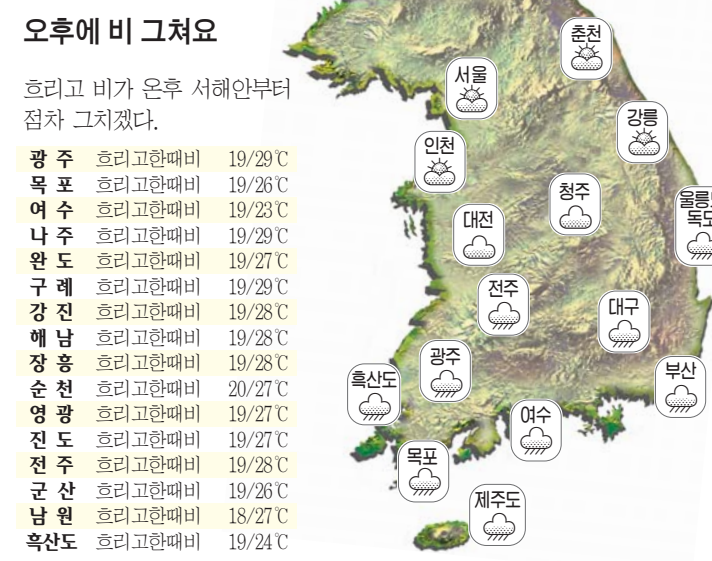 오후에 비 그쳐요
흐리고 비가 온후 서해안부터
점차 그치겠다.
광 주 흐리고한때비 19/29℃
목 포 흐리고한때비 19/26℃
여 수 흐리고한때비 19/23℃
나 주 흐리고한때비 19/29℃
완 도 흐리고한때비 19/27℃
구 례 흐리고한때비 19/29℃
강 진 흐리고한때비 19/28℃
해 남 흐리고한때비 19/28℃
장 흥 흐리고한때비 19/28℃
순 천 흐리고한때비 20/27℃
영 광 흐리고한때비 19/27℃
진 도 흐리고한때비 19/27℃
전 주 흐리고한때비 19/28℃
군 산 흐리고한때비 19/26℃
남 원 흐리고한때비 18/27℃
흑산도 흐리고한때비 19/24℃
춘천
서울
강릉
인천
청주
울릉도
독도
대전
전주
대구
광주
부산
흑산도
여수
목포
제주도